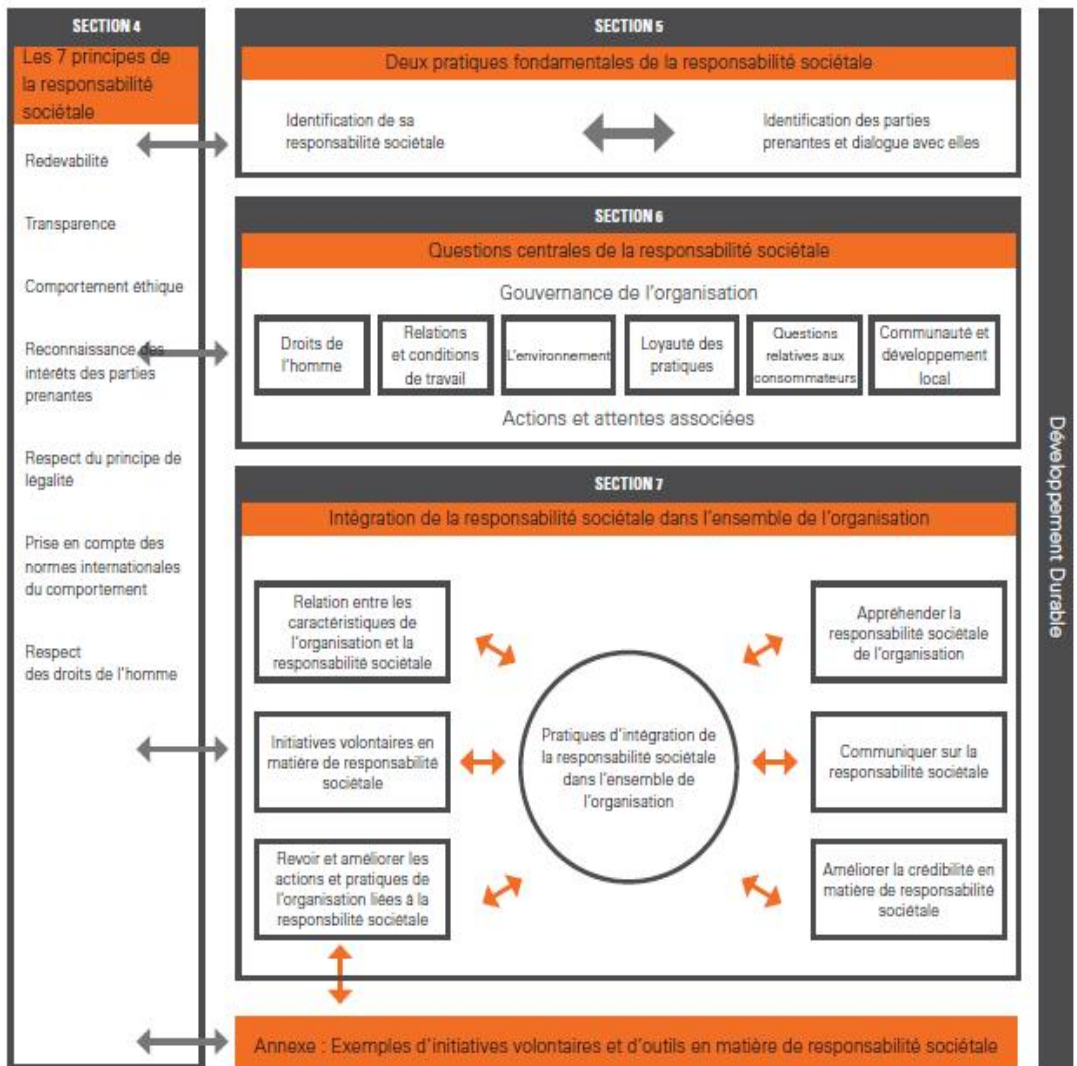 SECTION 4
Les 7 principes de
la responsabilité
sociétale
Redevabilité
Transparence
Comportement éthique
Reconnaissance des
intérêts des parties
prenantes
Respect du principe de
légalité
Prise en compte des
normes internationales
du comportement
Respect
des droits de l'homme
SECTION 5
Deux pratiques fondamentales de la responsabilité sociétale
Identification de sa
responsabilité sociétale
Identification des parties
prenantes et dialogue avec elles
SECTION 6
Questions centrales de la responsabilité sociétale
Gouvernance de l'organisation
Droits de
l'homme
Relations
et conditions
de travail
L'environnement
Loyauté des
pratiques
Questions
relatives aux
consommateurs
Communauté et
développement
local
Actions et attentes associées
SECTION 7
Intégration de la responsabilité sociétale dans l'ensemble de l'organisation
Relation entre les
caractéristiques de
l'organisation et la
responsabilité sociétale
Initiatives volontaires en
matière de responsabilité
sociétale
Revoir et améliorer les
actions et pratiques de
l'organisation liées à la
responsbilité sociétale
Pratiques d'intégration de
la responsabilité sociétale
dans l'ensemble de
l'organisation
Appréhender la
responsabilité sociétale
de l'organisation
Communiquer sur la
responsabilité sociétale
Améliorer la crédibilité en
matière de responsabilité
sociétale
Annexe : Exemples d'initiatives volontaires et d'outils en matière de responsabilité sociétale
Développement Durable